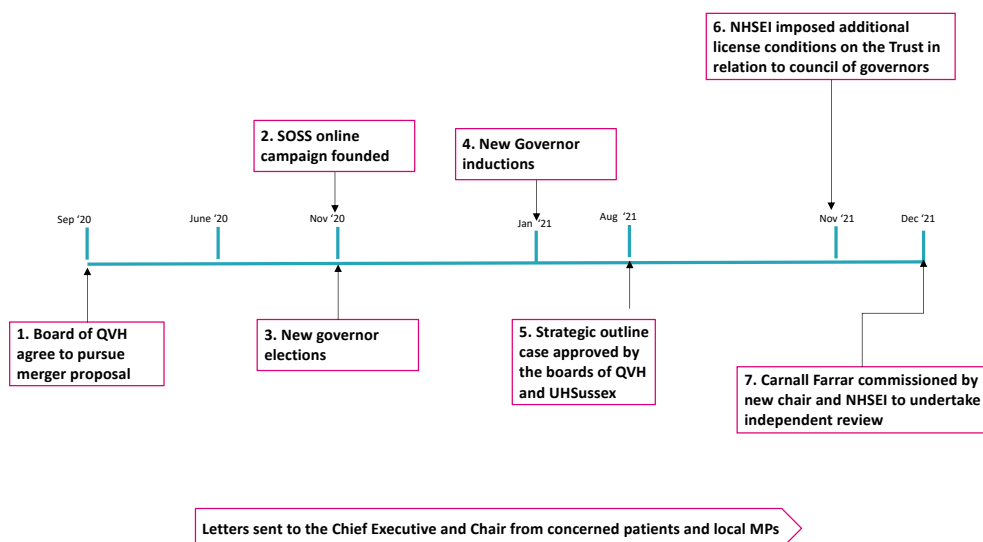 6. NHSEI imposed additional
license conditions on the Trust in
relation to council of governors
2. SOSS online
campaign founded
4. New Governor
inductions
Sep ‘20
June ‘20
Nov ‘20
Jan ‘21
Aug ‘21
Nov ‘21
Dec ‘21
1. Board of QVH
agree to pursue
merger proposal
3. New governor
elections
5. Strategic outline
case approved by
the boards of QVH
and UHSussex
7. Carnall Farrar commissioned by
new chair and NHSEI to undertake
independent review
Letters sent to the Chief Executive and Chair from concerned patients and local MPs